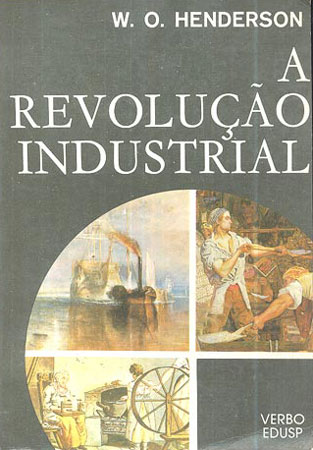 W. O. HENDERSON
A
REVOLUÇÃO
INDUSTRIAL
VERBO
EDUSP